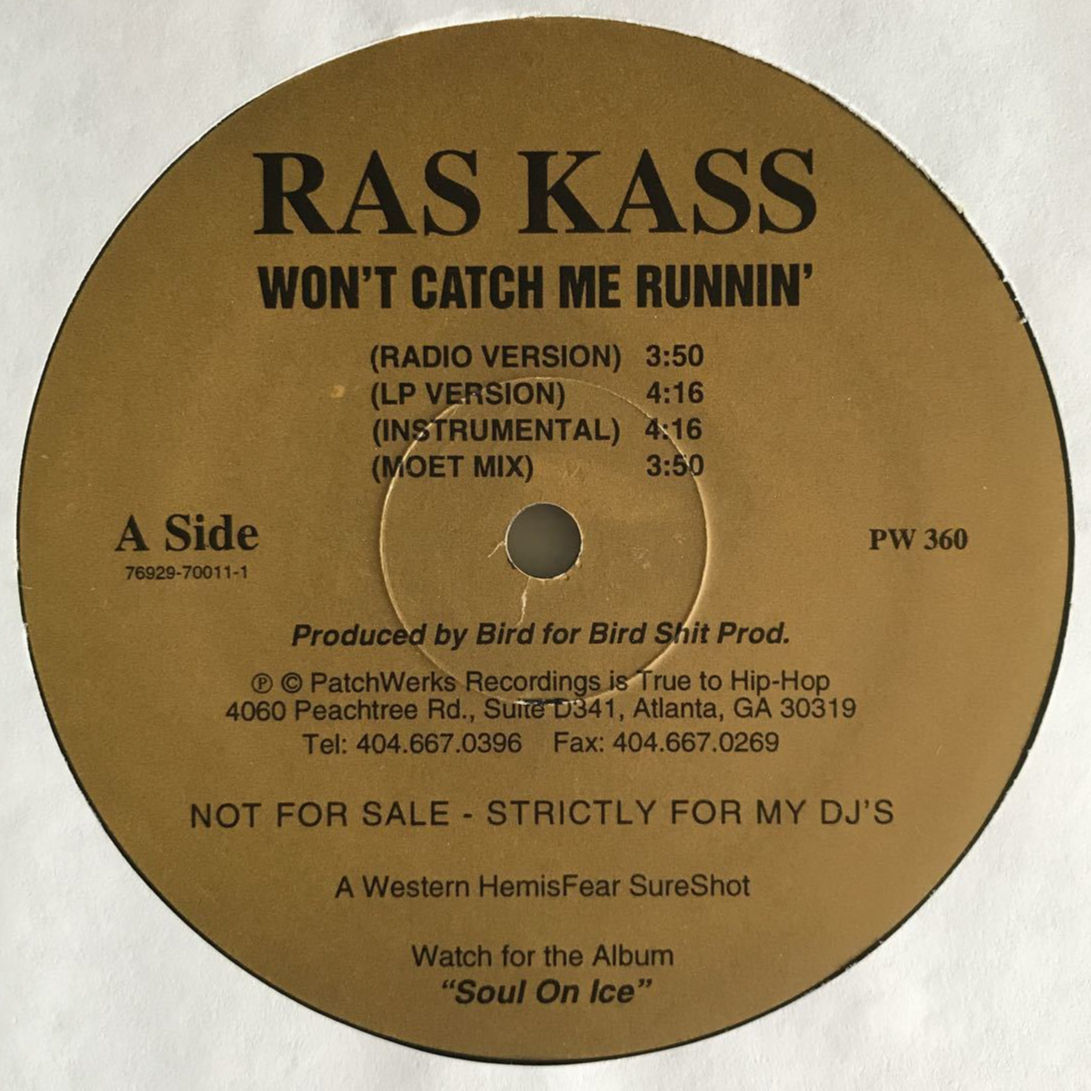 RAS KASS
WON'T CATCH ME RUNNIN'
(RADIO VERSION) 3:50
(LP VERSION) 4:16
(INSTRUMENTAL) 4:16
(MOET MIX) 3:50
A Side
PW 360
76929-70011-1
Produced by Bird for Bird Shit Prod.
℗ © PatchWerks Recordings is True to Hip-Hop
4060 Peachtree Rd., Suite D341, Atlanta, GA 30319
Tel: 404.667.0396 Fax: 404.667.0269
NOT FOR SALE - STRICTLY FOR MY DJ'S
A Western HemisFear SureShot
Watch for the Album
"Soul On Ice"